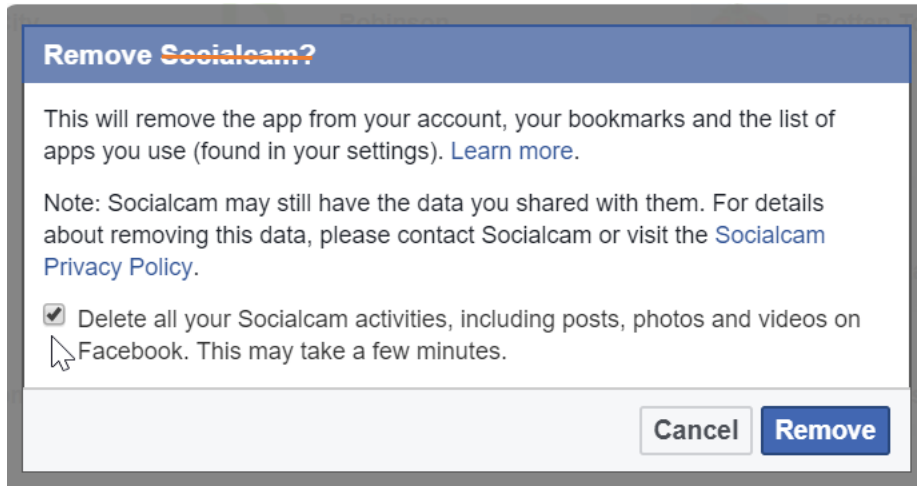 Robinson
Remove Socialcam?
This will remove the app from your account, your bookmarks and the list of
apps you use (found in your settings). Learn more.
Note: Socialcam may still have the data you shared with them. For details
about removing this data, please contact Socialcam or visit the Socialcam
Privacy Policy.
Delete all your Socialcam activities, including posts, photos and videos on
Facebook. This may take a few minutes.
Cancel Remove